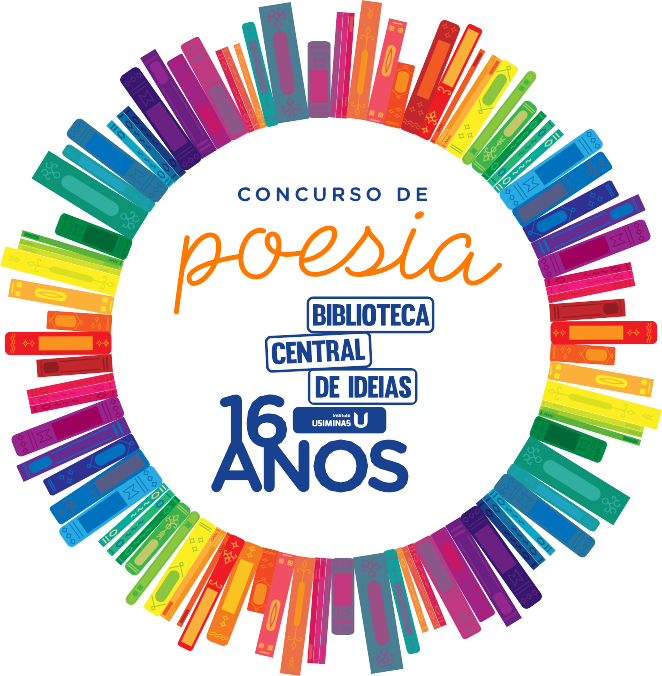 CONCURSO DE
poesia
BIBLIOTECA
CENTRAL
DE IDEIAS
16
Instituto
USIMINAS U
ANOS